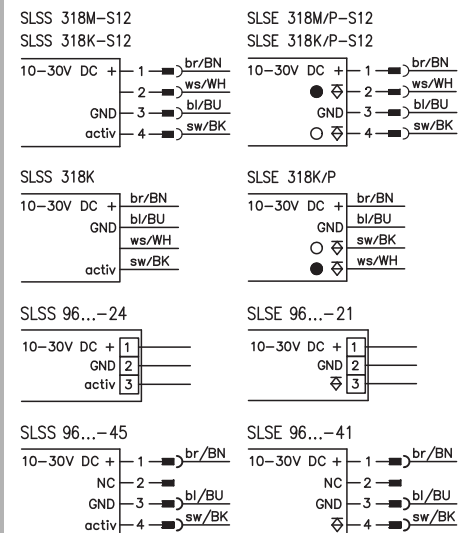 SLSS 318M-S12
SLSS 318K-S12
10-30V DC + 1 br/BN
2 ws/WH
GND 3 bl/BU
activ 4 sw/BK
SLSE 318M/P-S12
SLSE 318K/P-S12
10-30V DC + 1 br/BN
2 ws/WH
GND 3 bl/BU
4 sw/BK
SLSS 318K
10-30V DC + br/BN
GND bl/BU
ws/WH
activ sw/BK
SLSE 318K/P
10-30V DC + br/BN
GND bl/BU
sw/BK
ws/WH
SLSS 96...-24
10-30V DC + 1
GND 2
activ 3
SLSE 96...-21
10-30V DC + 1
GND 2
3
SLSS 96...-45
10-30V DC + 1 br/BN
NC 2
GND 3 bl/BU
activ 4 sw/BK
SLSE 96...-41
10-30V DC + 1 br/BN
NC 2
GND 3 bl/BU
4 sw/BK